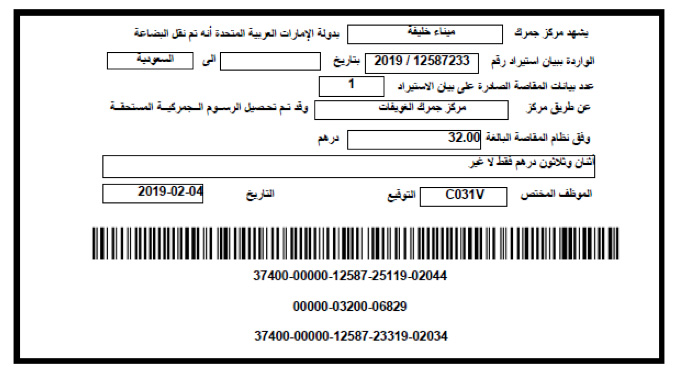 يشهد مركز جمرك ميناء خليفة بدولة الإمارات العربية المتحدة أنه تم نقل البضاعة
الواردة ببيان استيراد رقم 12587233 / 2019 بتاريخ الى السعودية
عدد بيانات المقاصة الصادرة على بيان الاستيراد 1
عن طريق مركز مركز جمرك الغويفات وقد تم تحصيل الرسوم الجمركية المستحقة
وفق نظام المقاصة البالغة 32.00 درهم
اثنان وثلاثون درهم فقط لا غير
الموظف المختص C031V التوقيع التاريخ 2019-02-04
37400-00000-12587-25119-02044
00000-03200-06829
37400-00000-12587-23319-02034